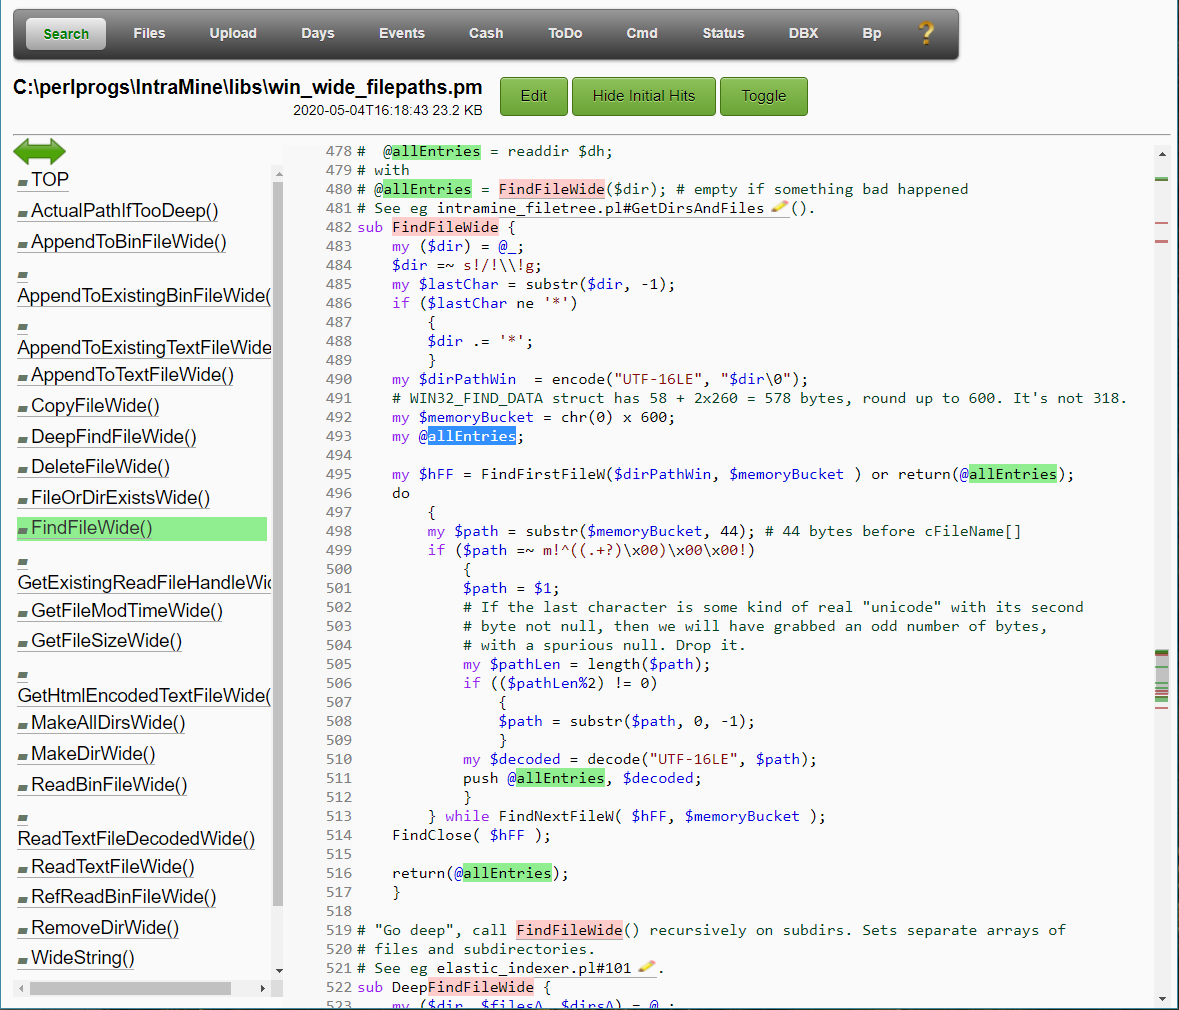 Search Files Upload Days Events Cash ToDo Cmd Status DBX Bp ?
C:\perlprogs\IntraMine\libs\win_wide_filepaths.pm
2020-05-04T16:18:43 23.2 KB
Edit Hide Initial Hits Toggle
TOP
ActualPathIfTooDeep()
AppendToBinFileWide()
AppendToExistingBinFileWide(
AppendToExistingTextFileWide
AppendToTextFileWide()
CopyFileWide()
DeepFindFileWide()
DeleteFileWide()
FileOrDirExistsWide()
FindFileWide()
GetExistingReadFileHandleWi
GetFileModTimeWide()
GetFileSizeWide()
GetHtmlEncodedTextFileWide(
MakeAllDirsWide()
MakeDirWide()
ReadBinFileWide()
ReadTextFileDecodedWide()
ReadTextFileWide()
RefReadBinFileWide()
RemoveDirWide()
WideString()
478 #  @allEntries = readdir $dh;
479 # with
480 # @allEntries = FindFileWide($dir); # empty if something bad happened
481 # See eg intramine_filetree.pl#GetDirsAndFiles ().
482 sub FindFileWide {
483     my ($dir) = @_;
484     $dir =~ s!/!\\!g;
485     my $lastChar = substr($dir, -1);
486     if ($lastChar ne '*')
487         {
488         $dir .= '*';
489         }
490     my $dirPathWin  = encode("UTF-16LE", "$dir\0");
491     # WIN32_FIND_DATA struct has 58 + 2x260 = 578 bytes, round up to 600. It's not 318.
492     my $memoryBucket = chr(0) x 600;
493     my @allEntries;
494
495     my $hFF = FindFirstFileW($dirPathWin, $memoryBucket ) or return(@allEntries);
496     do
497         {
498         my $path = substr($memoryBucket, 44); # 44 bytes before cFileName[]
499         if ($path =~ m!^((.+?)\x00)\x00\x00!)
500             {
501             $path = $1;
502             # If the last character is some kind of real "unicode" with its second
503             # byte not null, then we will have grabbed an odd number of bytes,
504             # with a spurious null. Drop it.
505             my $pathLen = length($path);
506             if (($pathLen%2) != 0)
507                 {
508                 $path = substr($path, 0, -1);
509                 }
510             my $decoded = decode("UTF-16LE", $path);
511             push @allEntries, $decoded;
512             }
513         } while FindNextFileW( $hFF, $memoryBucket );
514     FindClose( $hFF );
515
516     return(@allEntries);
517     }
518
519 # "Go deep", call FindFileWide() recursively on subdirs. Sets separate arrays of
520 # files and subdirectories.
521 # See eg elastic_indexer.pl#101 .
522 sub DeepFindFileWide {
523     my ($dir, $filesA, $dirsA) = @_;